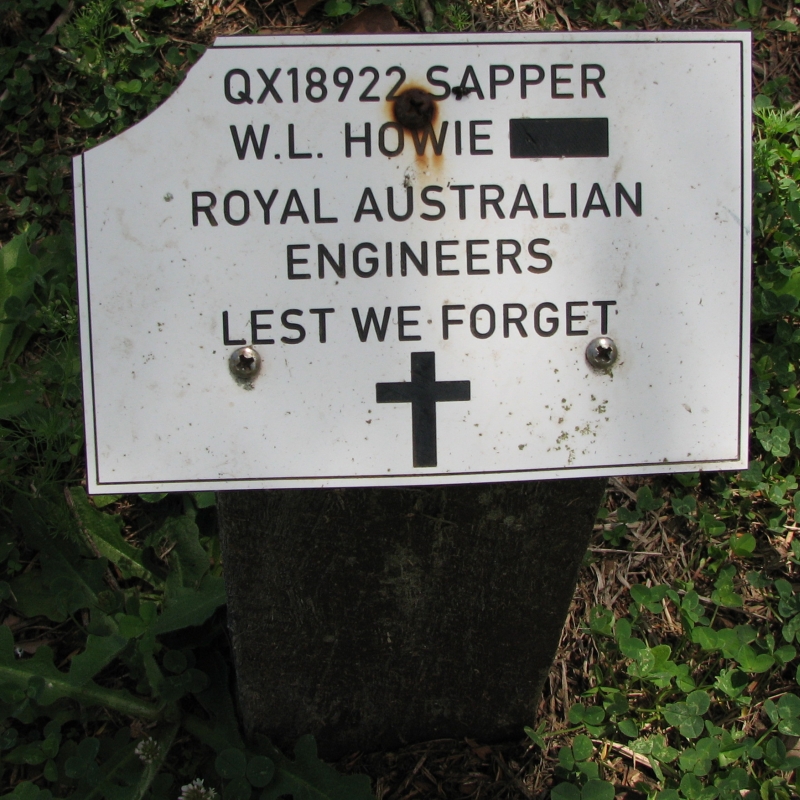 QX18922 SAPPER
W.L. HOWIE
ROYAL AUSTRALIAN
ENGINEERS
LEST WE FORGET